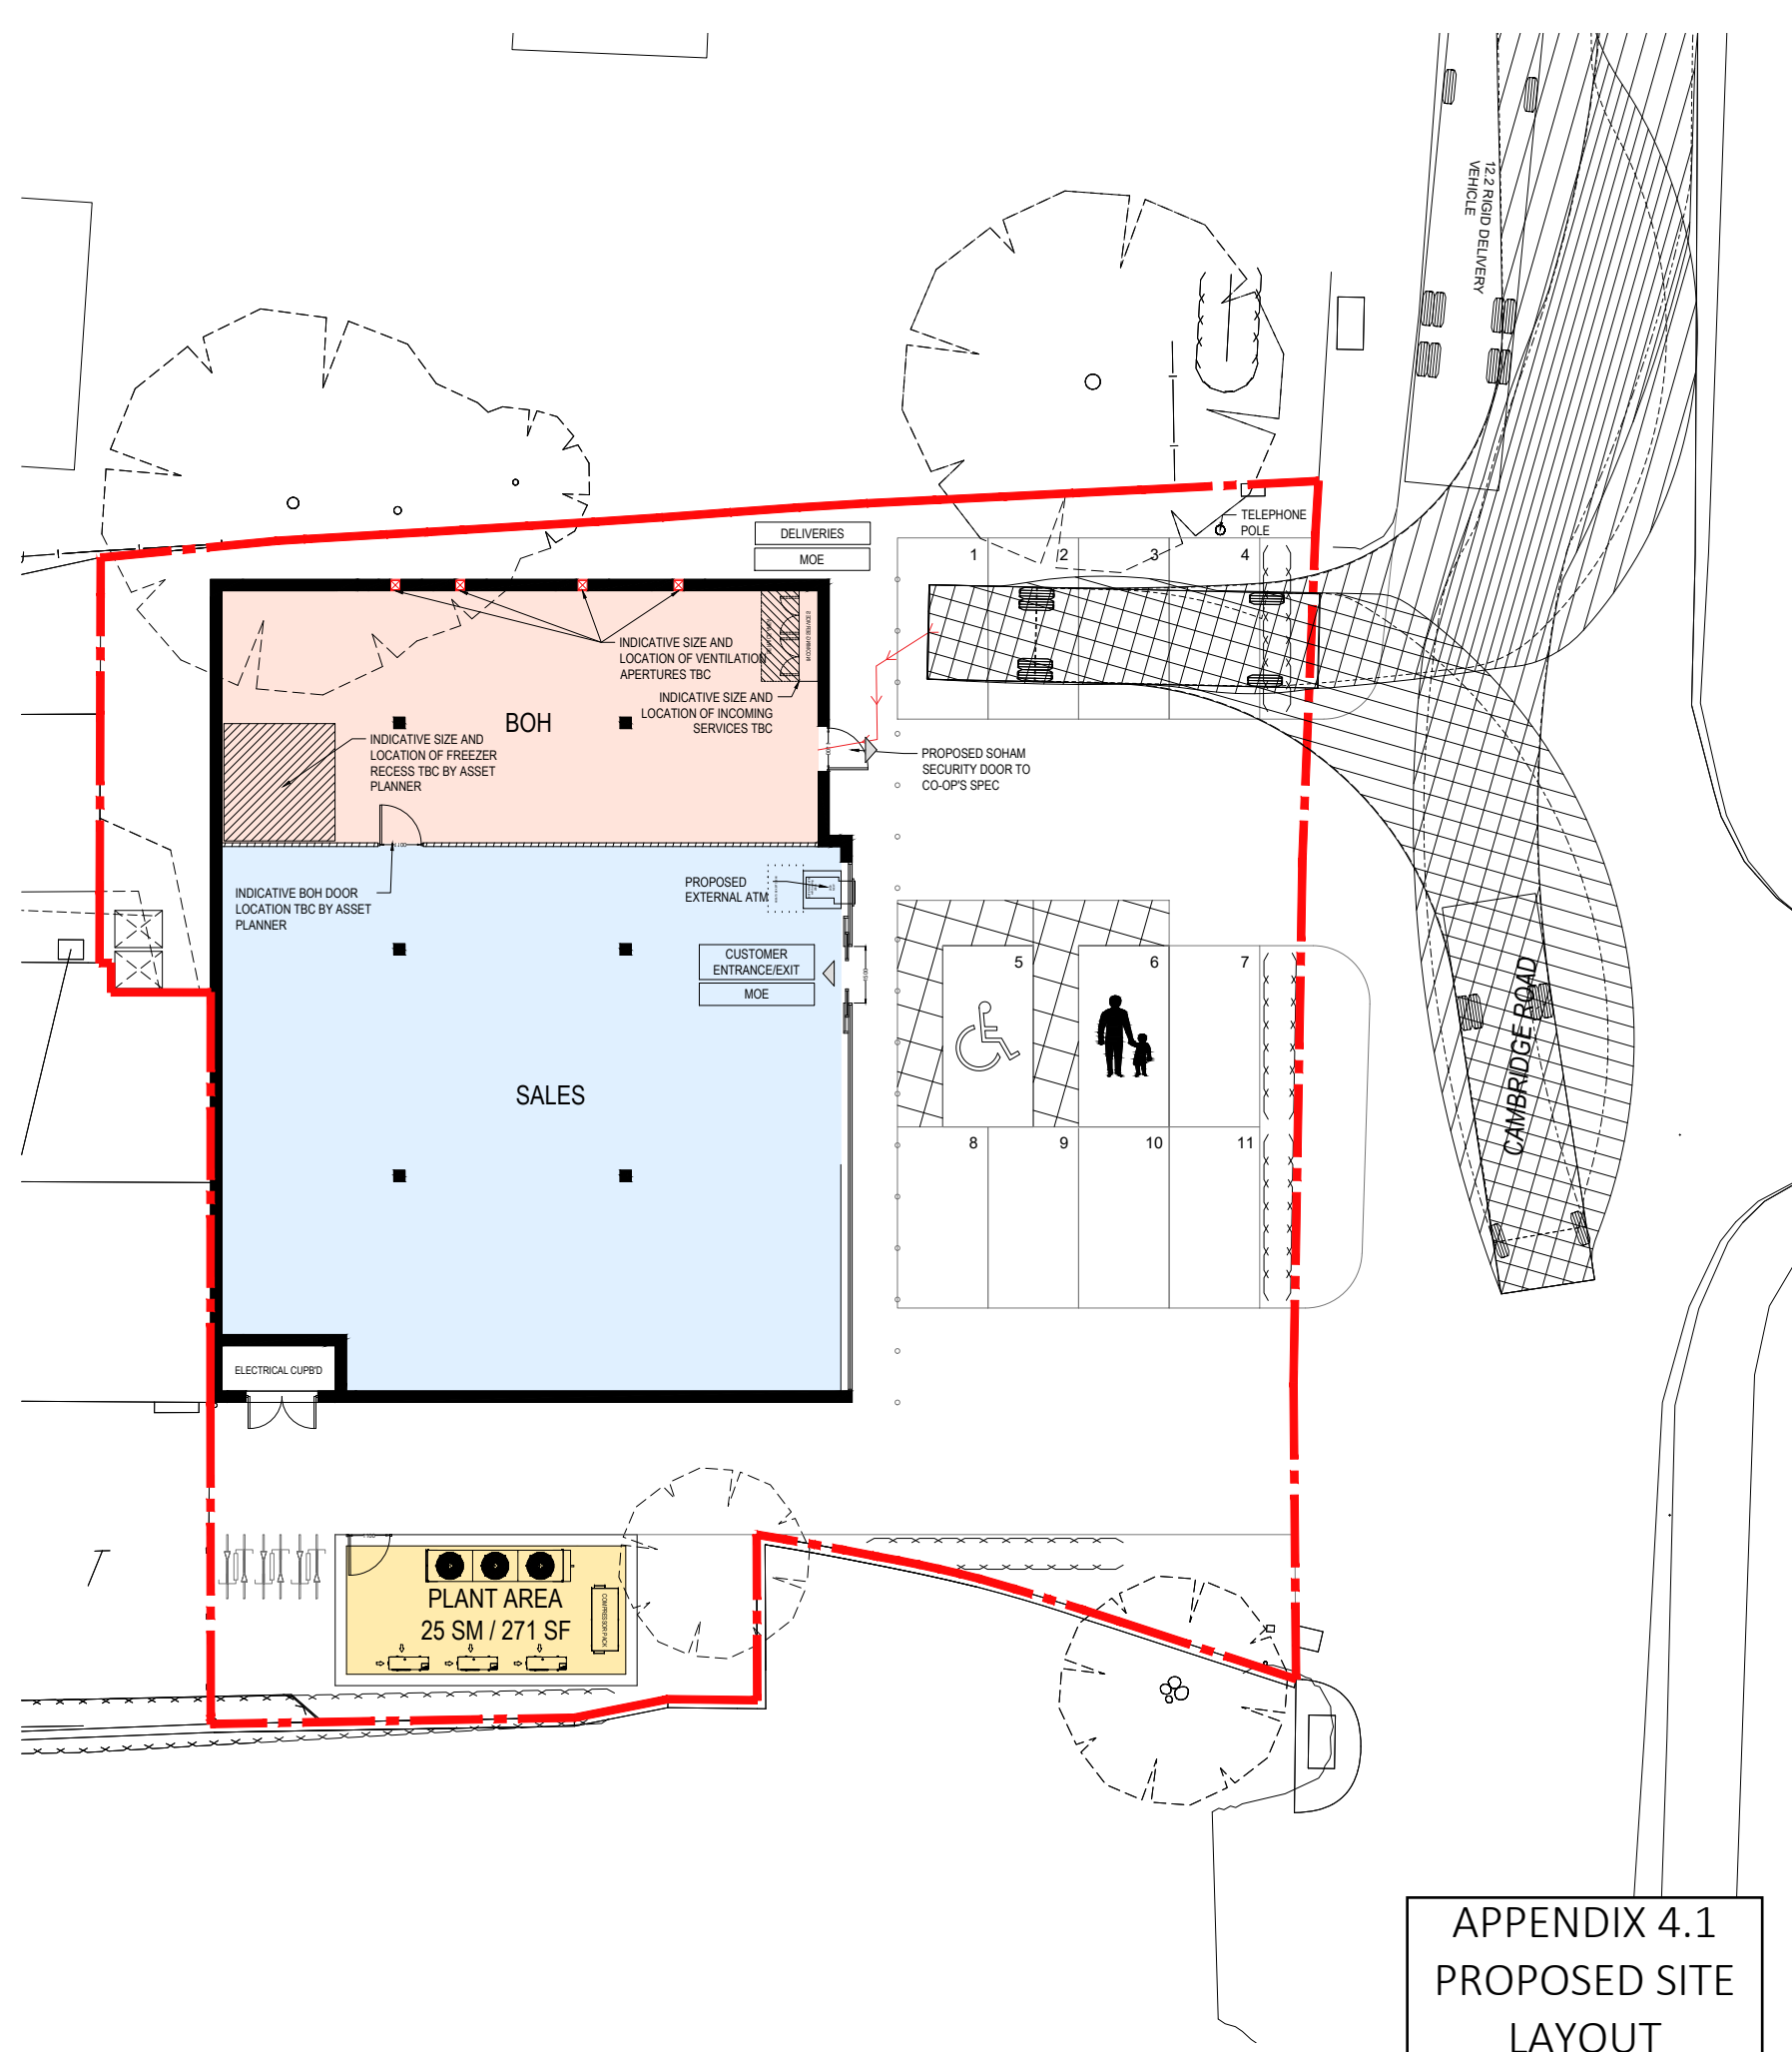 12.2 RIGID DELIVERY
VEHICLE
TELEPHONE
POLE
DELIVERIES
MOE
1
2
3
4
INDICATIVE SIZE AND
LOCATION OF VENTILATION
APERTURES TBC
INDICATIVE SIZE AND
LOCATION OF INCOMING
SERVICES TBC
BOH
INDICATIVE SIZE AND
LOCATION OF FREEZER
RECESS TBC BY ASSET
PLANNER
PROPOSED SOHAM
SECURITY DOOR TO
CO-OP'S SPEC
INDICATIVE BOH DOOR
LOCATION TBC BY ASSET
PLANNER
PROPOSED
EXTERNAL ATM
CUSTOMER
ENTRANCE/EXIT
MOE
5
6
7
CAMBRIDGE ROAD
SALES
8
9
10
11
ELECTRICAL CUPB'D
PLANT AREA
25 SM / 271 SF
COMPRESSOR PACK
APPENDIX 4.1
PROPOSED SITE
LAYOUT